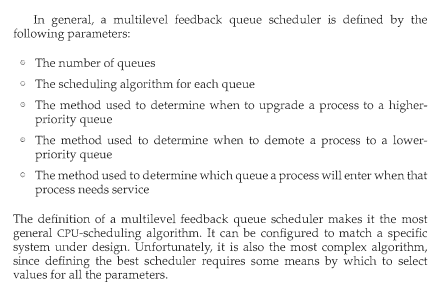 In general, a multilevel feedback queue scheduler is defined by the
following parameters:
◦ The number of queues
◦ The scheduling algorithm for each queue
◦ The method used to determine when to upgrade a process to a higher-
priority queue
◦ The method used to determine when to demote a process to a lower-
priority queue
◦ The method used to determine which queue a process will enter when that
process needs service
The definition of a multilevel feedback queue scheduler makes it the most
general CPU-scheduling algorithm. It can be configured to match a specific
system under design. Unfortunately, it is also the most complex algorithm,
since defining the best scheduler requires some means by which to select
values for all the parameters.